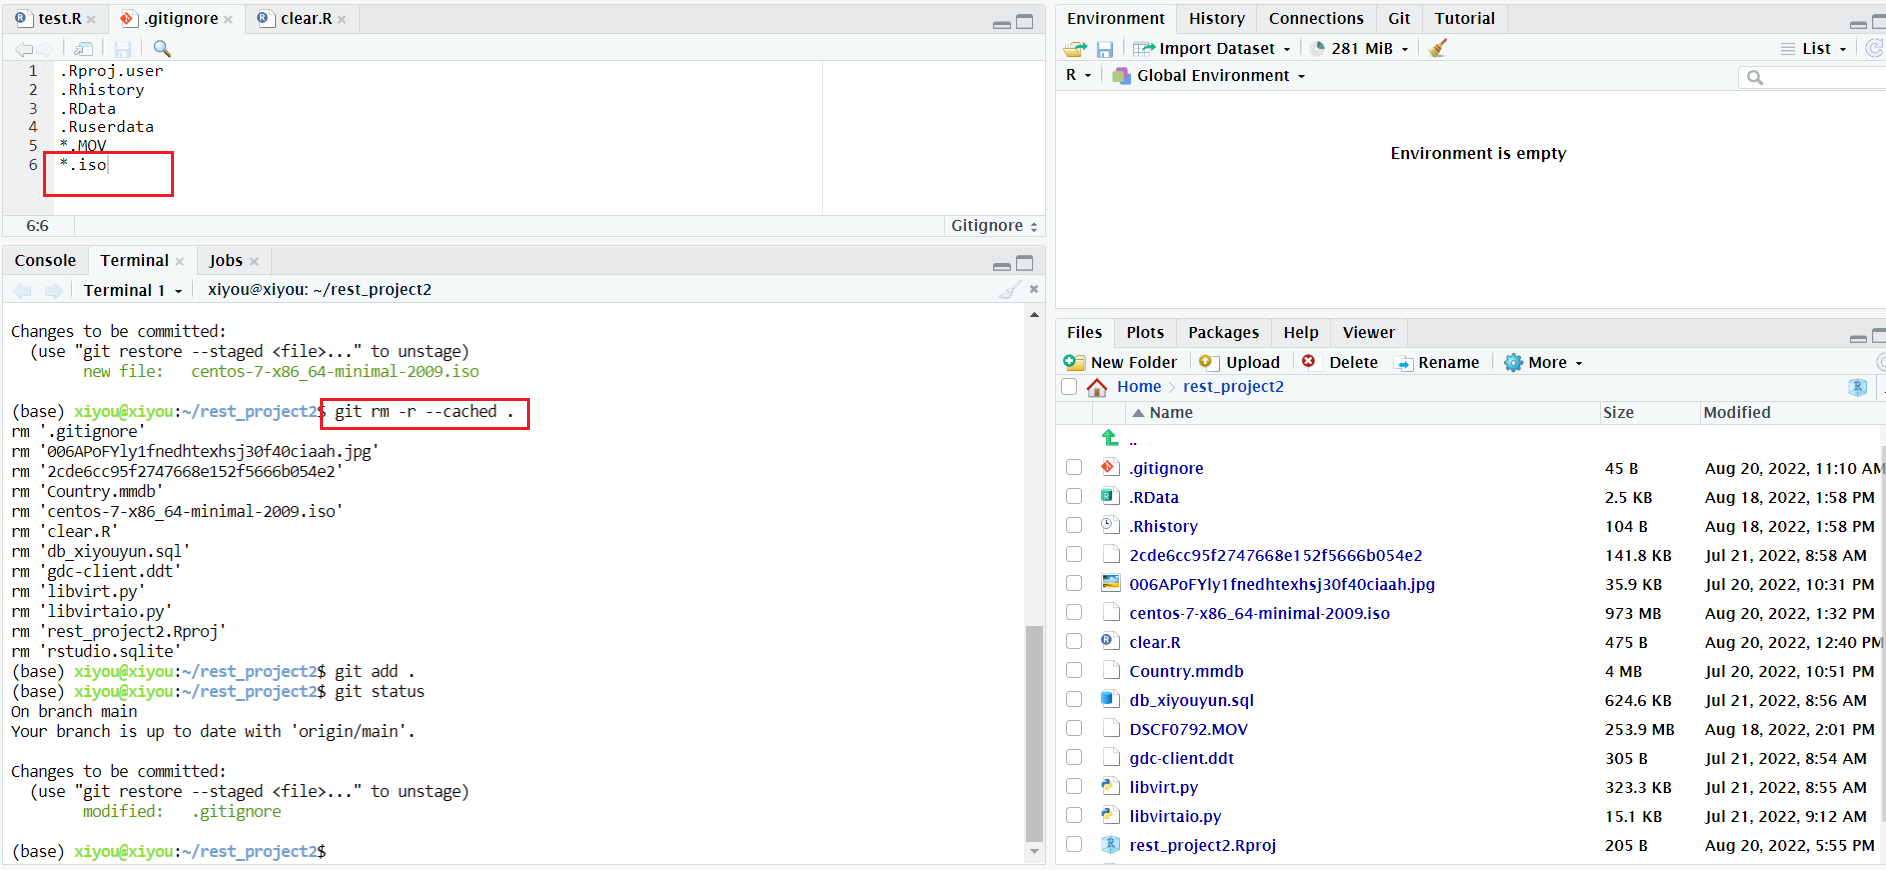 test.R
.gitignore
clear.R
1 .Rproj.user
2 .Rhistory
3 .RData
4 .Ruserdata
5 *.MOV
6 *.iso
6:6
Gitignore
Console Terminal Jobs
Terminal 1 xiyou@xiyou: ~/rest_project2
Changes to be committed:
(use "git restore --staged <file>..." to unstage)
new file: centos-7-x86_64-minimal-2009.iso
(base) xiyou@xiyou:~/rest_project2$ git rm -r --cached .
rm '.gitignore'
rm '006APoFYly1fnedhtexhsj30f40ciaah.jpg'
rm '2cde6cc95f2747668e152f5666b054e2'
rm 'Country.mmdb'
rm 'centos-7-x86_64-minimal-2009.iso'
rm 'clear.R'
rm 'db_xiyouyun.sql'
rm 'gdc-client.ddt'
rm 'libvirt.py'
rm 'libvirtaio.py'
rm 'rest_project2.Rproj'
rm 'rstudio.sqlite'
(base) xiyou@xiyou:~/rest_project2$ git add .
(base) xiyou@xiyou:~/rest_project2$ git status
On branch main
Your branch is up to date with 'origin/main'.
Changes to be committed:
(use "git restore --staged <file>..." to unstage)
modified: .gitignore
(base) xiyou@xiyou:~/rest_project2$
Environment History Connections Git Tutorial
Import Dataset 281 MiB List
R Global Environment
Environment is empty
Files Plots Packages Help Viewer
New Folder Upload Delete Rename More
Home rest_project2
Name Size Modified
..
.gitignore 45 B Aug 20, 2022, 11:10 AM
.RData 2.5 KB Aug 18, 2022, 1:58 PM
.Rhistory 104 B Aug 18, 2022, 1:58 PM
2cde6cc95f2747668e152f5666b054e2 141.8 KB Jul 21, 2022, 8:58 AM
006APoFYly1fnedhtexhsj30f40ciaah.jpg 35.9 KB Jul 20, 2022, 10:31 PM
centos-7-x86_64-minimal-2009.iso 973 MB Aug 20, 2022, 1:32 PM
clear.R 475 B Aug 20, 2022, 12:40 PM
Country.mmdb 4 MB Jul 20, 2022, 10:51 PM
db_xiyouyun.sql 624.6 KB Jul 21, 2022, 8:56 AM
DSCF0792.MOV 253.9 MB Aug 18, 2022, 2:01 PM
gdc-client.ddt 305 B Jul 21, 2022, 8:54 AM
libvirt.py 323.3 KB Jul 21, 2022, 8:55 AM
libvirtaio.py 15.1 KB Jul 21, 2022, 9:12 AM
rest_project2.Rproj 205 B Aug 20, 2022, 5:55 PM